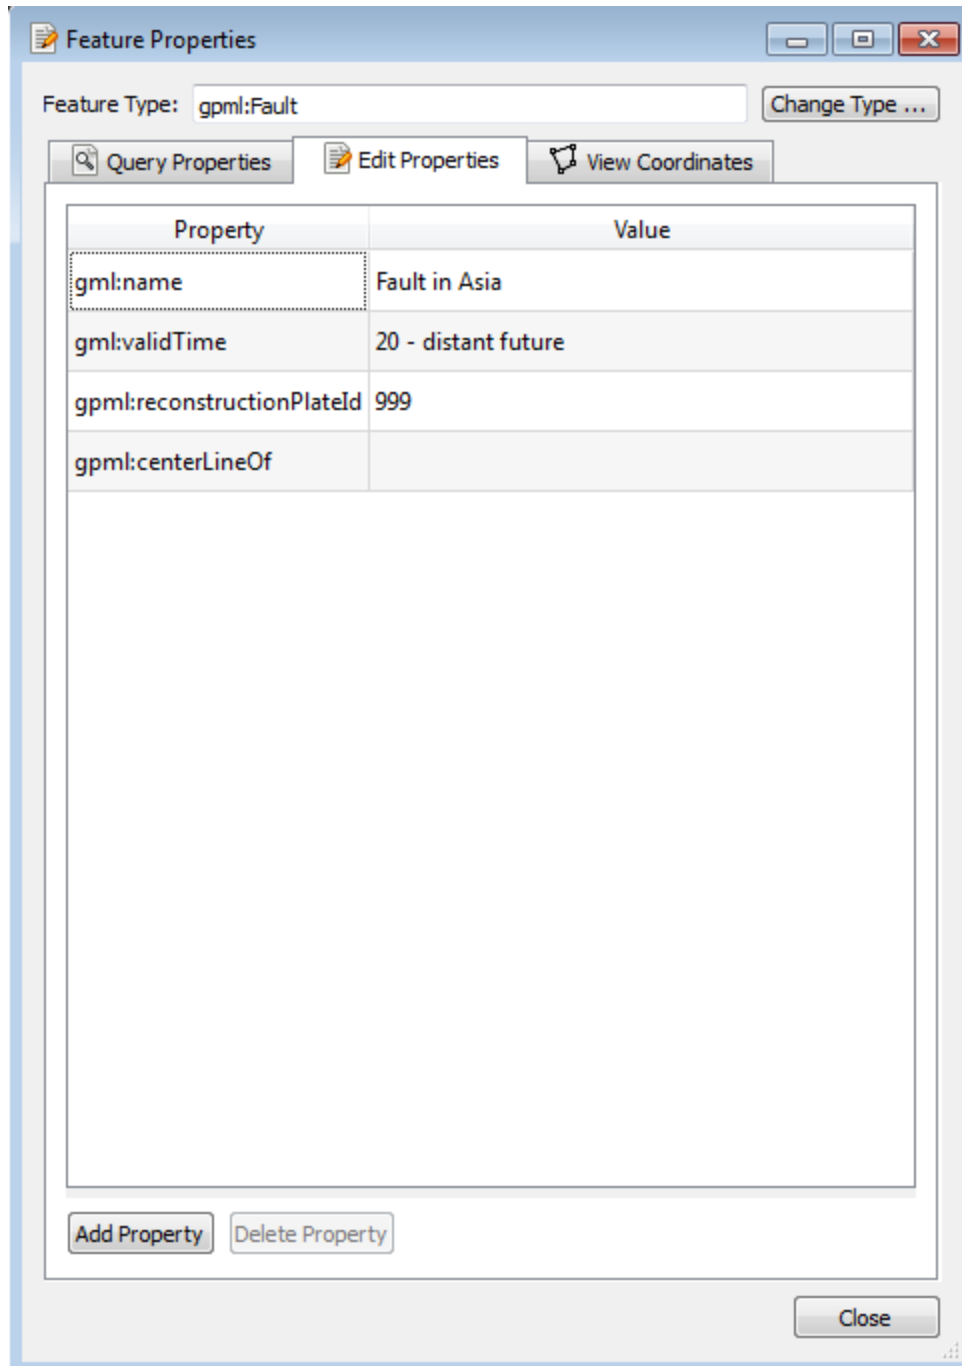 Feature Properties
Feature Type: gpml:Fault Change Type ...
Query Properties Edit Properties View Coordinates
Property Value
gml:name Fault in Asia
gml:validTime 20 - distant future
gpml:reconstructionPlateId 999
gpml:centerLineOf
Add Property Delete Property
Close